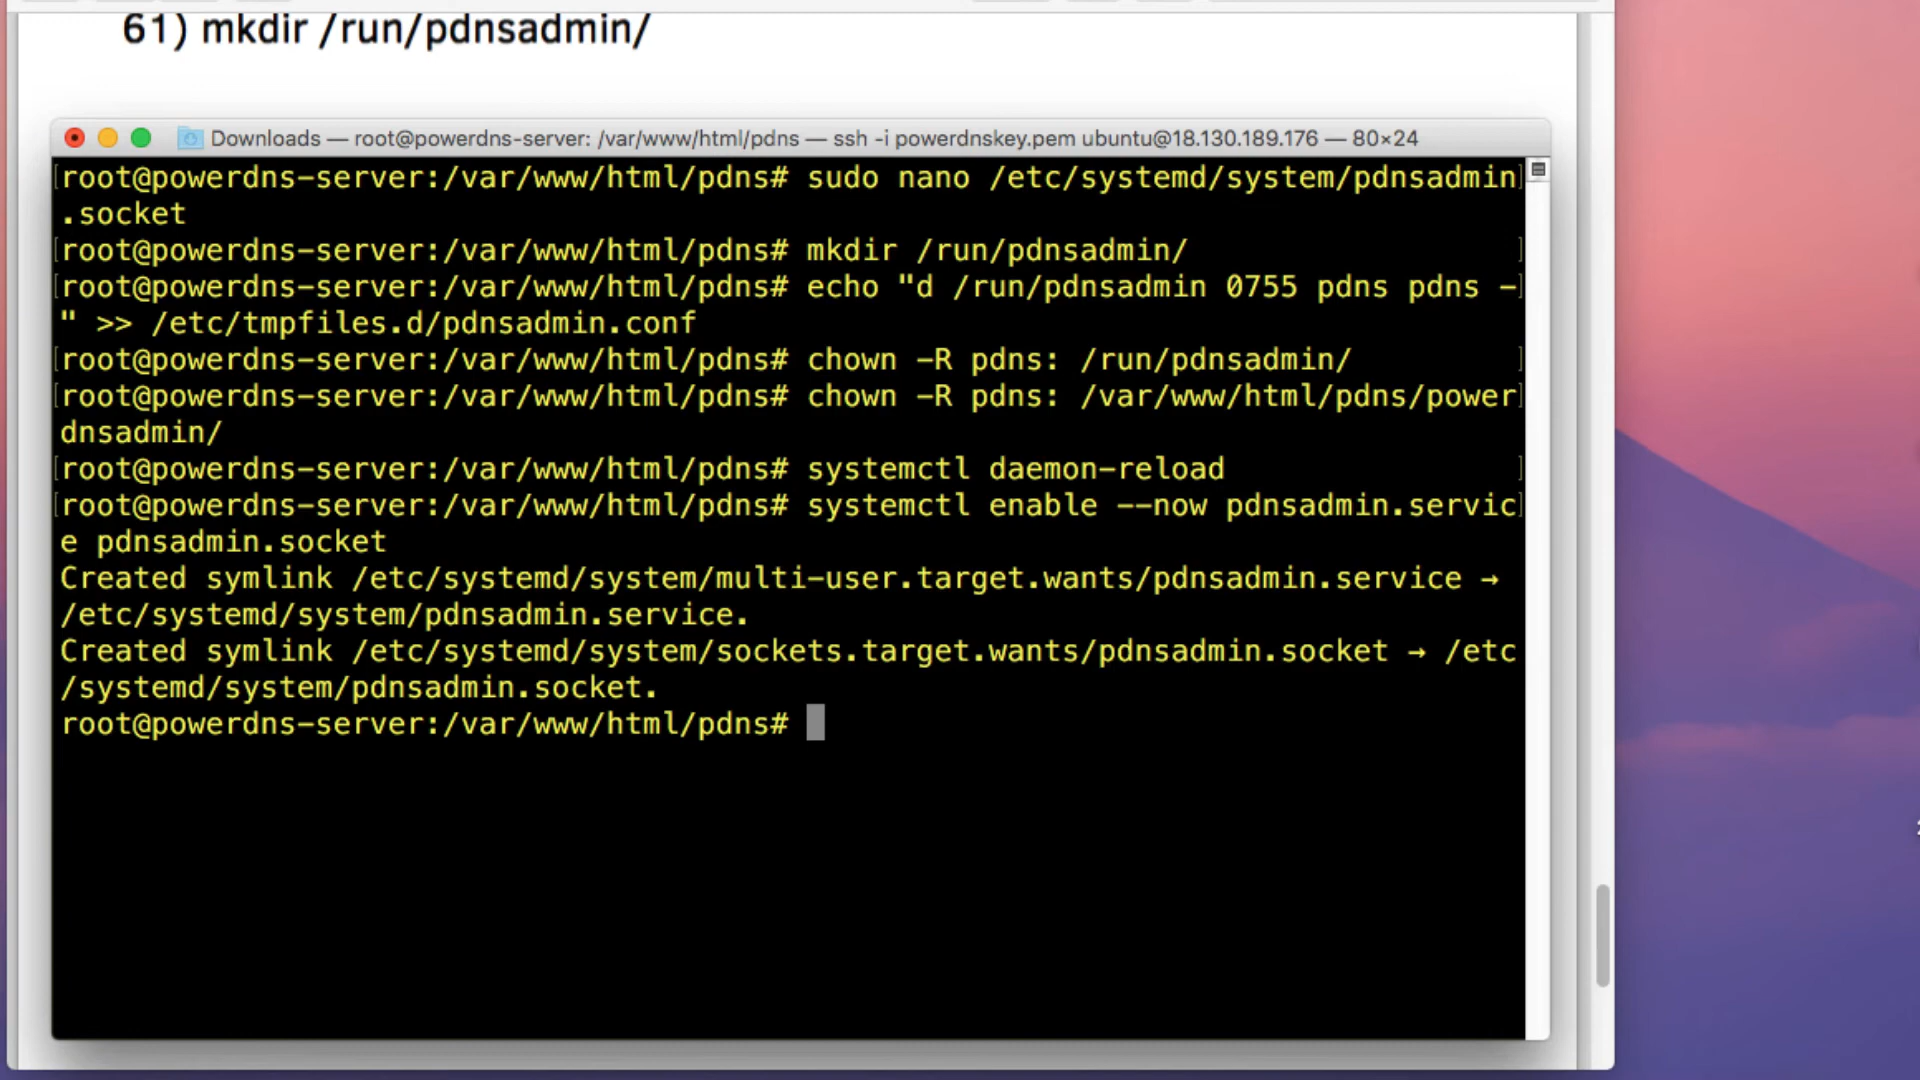 61) mkdir /run/pdnsadmin/
Downloads — root@powerdns-server: /var/www/html/pdns — ssh -i powerdnskey.pem ubuntu@18.130.189.176 — 80×24
[root@powerdns-server:/var/www/html/pdns# sudo nano /etc/systemd/system/pdnsadmin]
.socket
[root@powerdns-server:/var/www/html/pdns# mkdir /run/pdnsadmin/ ]
[root@powerdns-server:/var/www/html/pdns# echo "d /run/pdnsadmin 0755 pdns pdns -]
" >> /etc/tmpfiles.d/pdnsadmin.conf
[root@powerdns-server:/var/www/html/pdns# chown -R pdns: /run/pdnsadmin/ ]
[root@powerdns-server:/var/www/html/pdns# chown -R pdns: /var/www/html/pdns/power]
dnsadmin/
[root@powerdns-server:/var/www/html/pdns# systemctl daemon-reload ]
[root@powerdns-server:/var/www/html/pdns# systemctl enable --now pdnsadmin.servic]
e pdnsadmin.socket
Created symlink /etc/systemd/system/multi-user.target.wants/pdnsadmin.service →
/etc/systemd/system/pdnsadmin.service.
Created symlink /etc/systemd/system/sockets.target.wants/pdnsadmin.socket → /etc
/systemd/system/pdnsadmin.socket.
root@powerdns-server:/var/www/html/pdns#